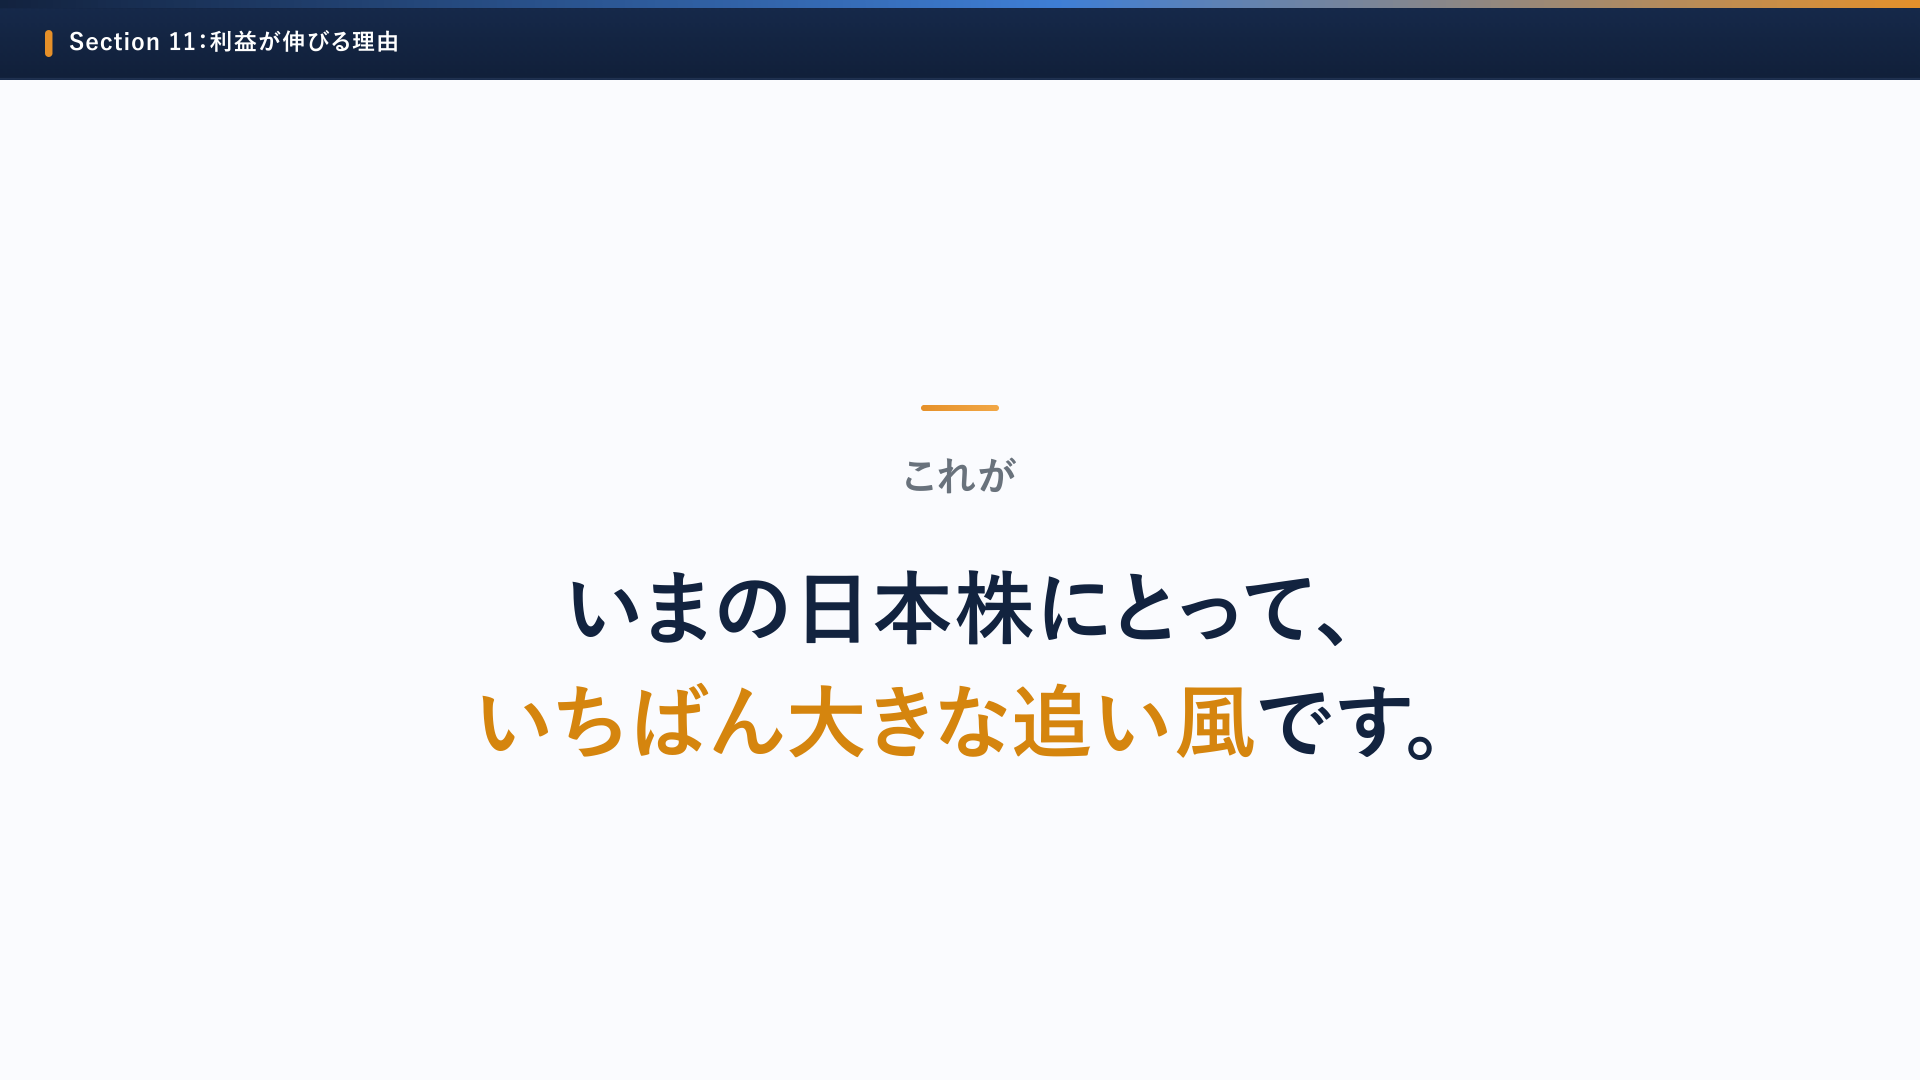 Section 11：利益が伸びる理由
これが
いまの日本株にとって、
いちばん大きな追い風です。